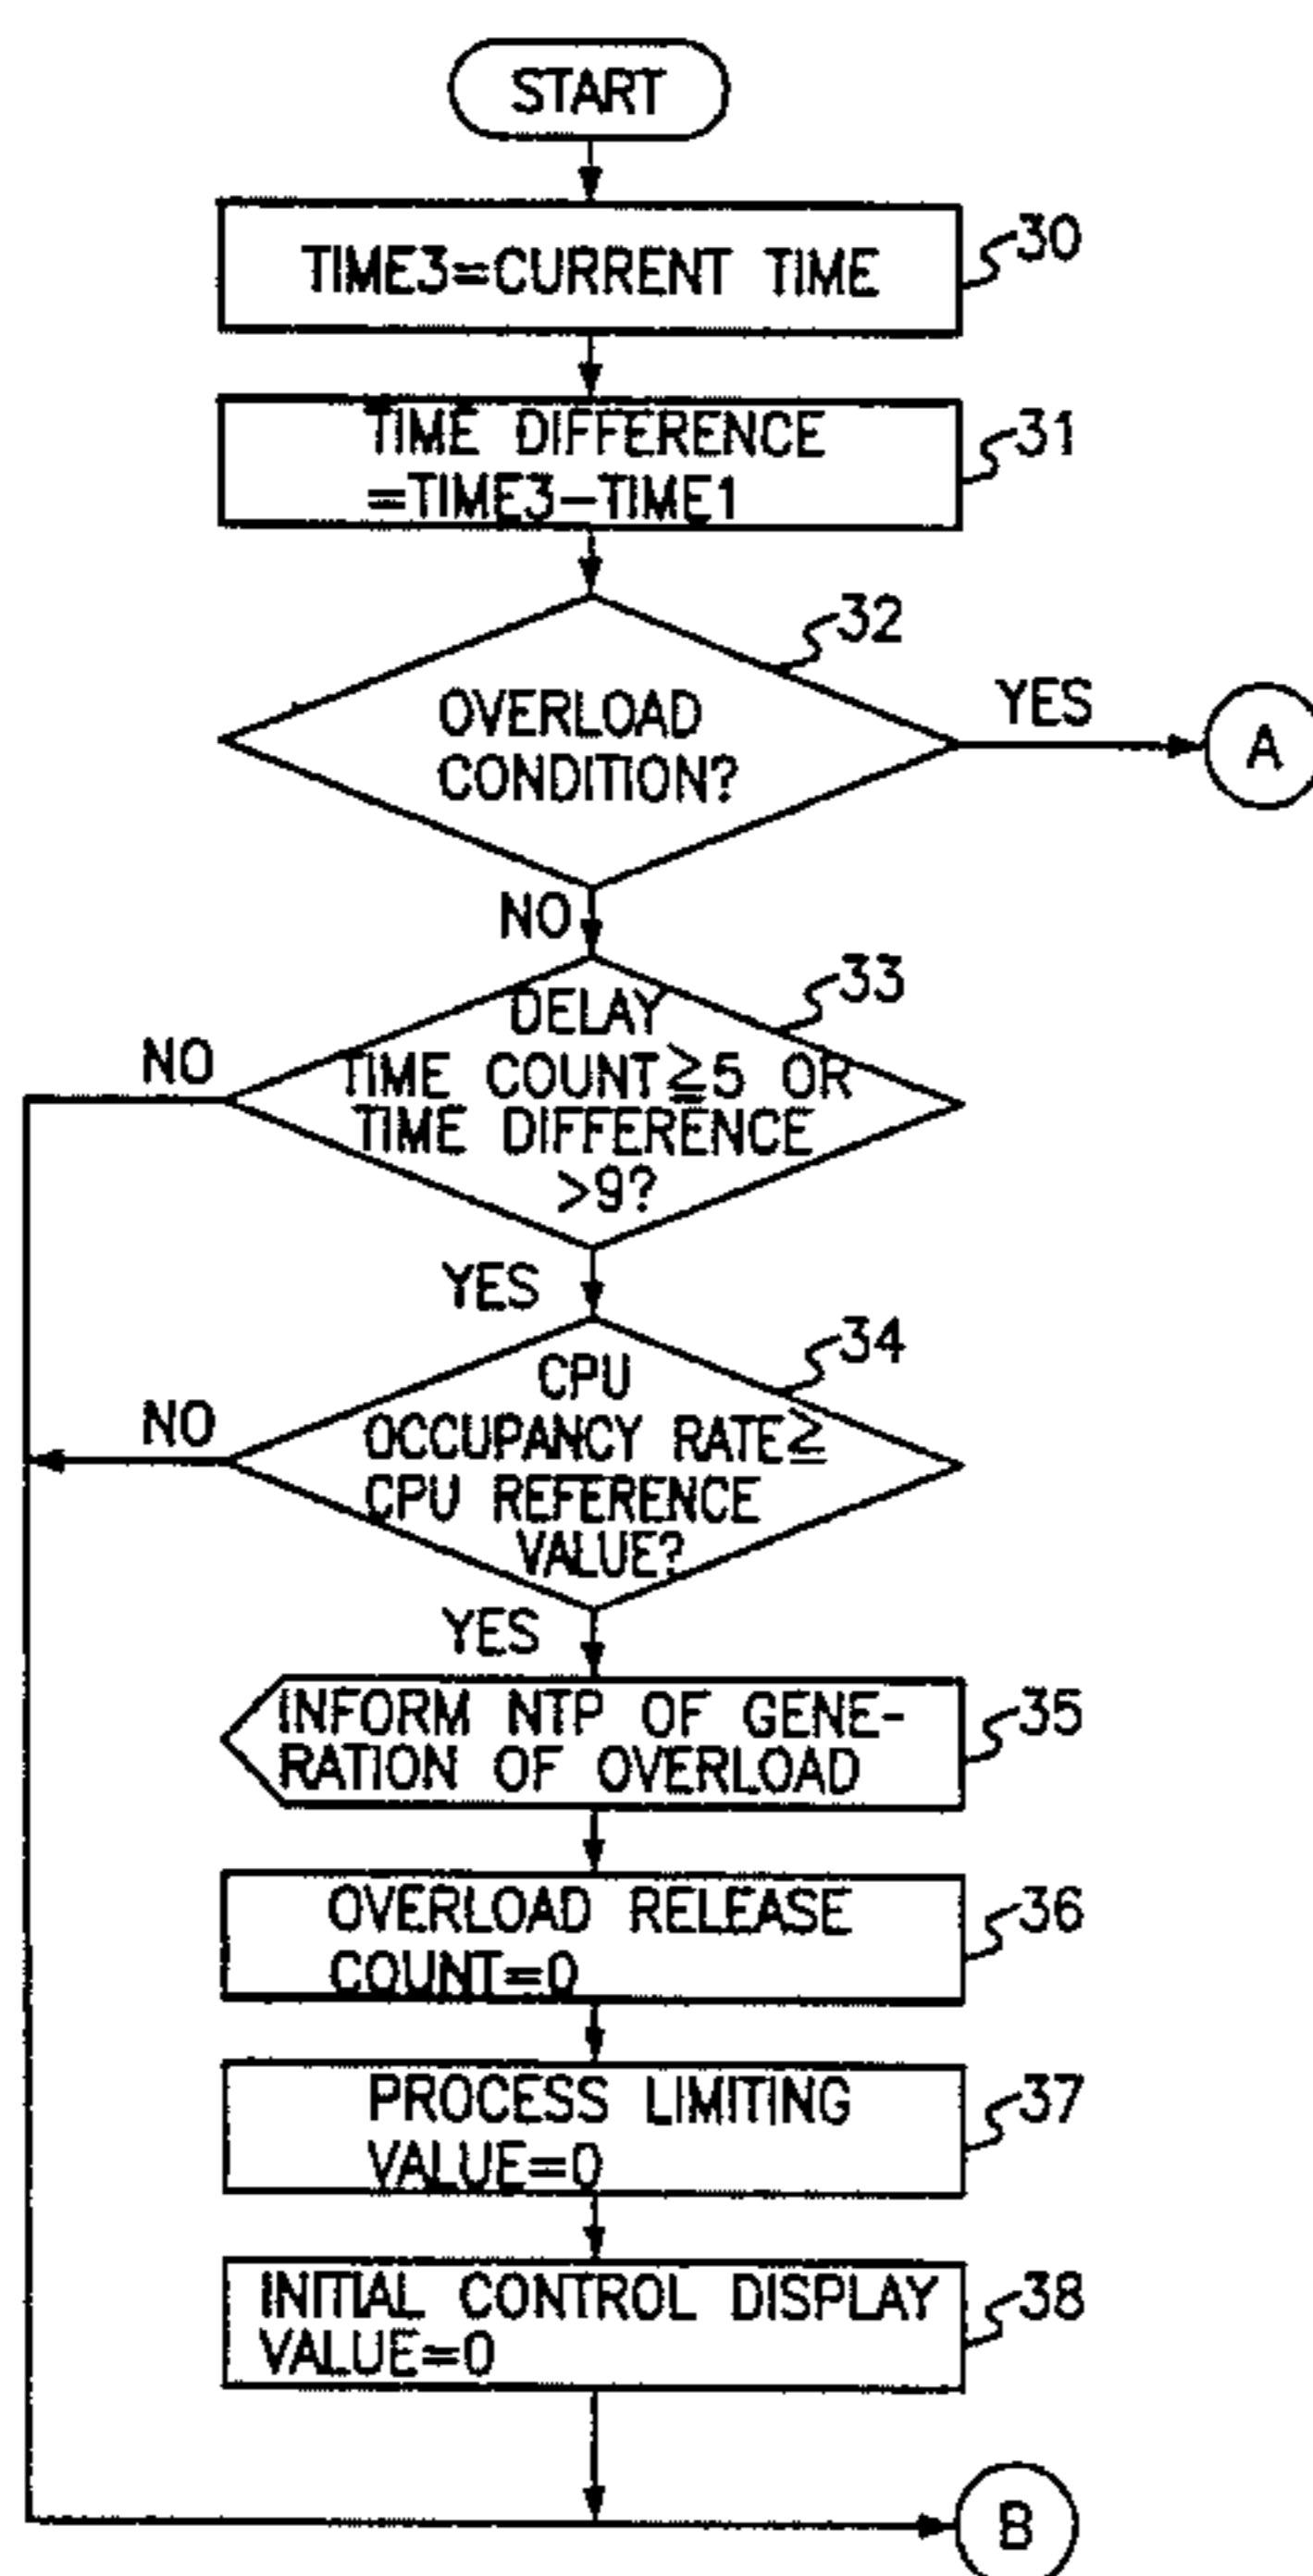 START
TIME3=CURRENT TIME
30
TIME DIFFERENCE
=TIME3-TIME1
31
32
OVERLOAD
CONDITION?
YES
A
NO
33
DELAY
TIME COUNT≧5 OR
TIME DIFFERENCE
>9?
NO
YES
34
CPU
OCCUPANCY RATE≧
CPU REFERENCE
VALUE?
NO
YES
INFORM NTP OF GENE-
RATION OF OVERLOAD
35
OVERLOAD RELEASE
COUNT=0
36
PROCESS LIMITING
VALUE=0
37
INITIAL CONTROL DISPLAY
VALUE=0
38
B